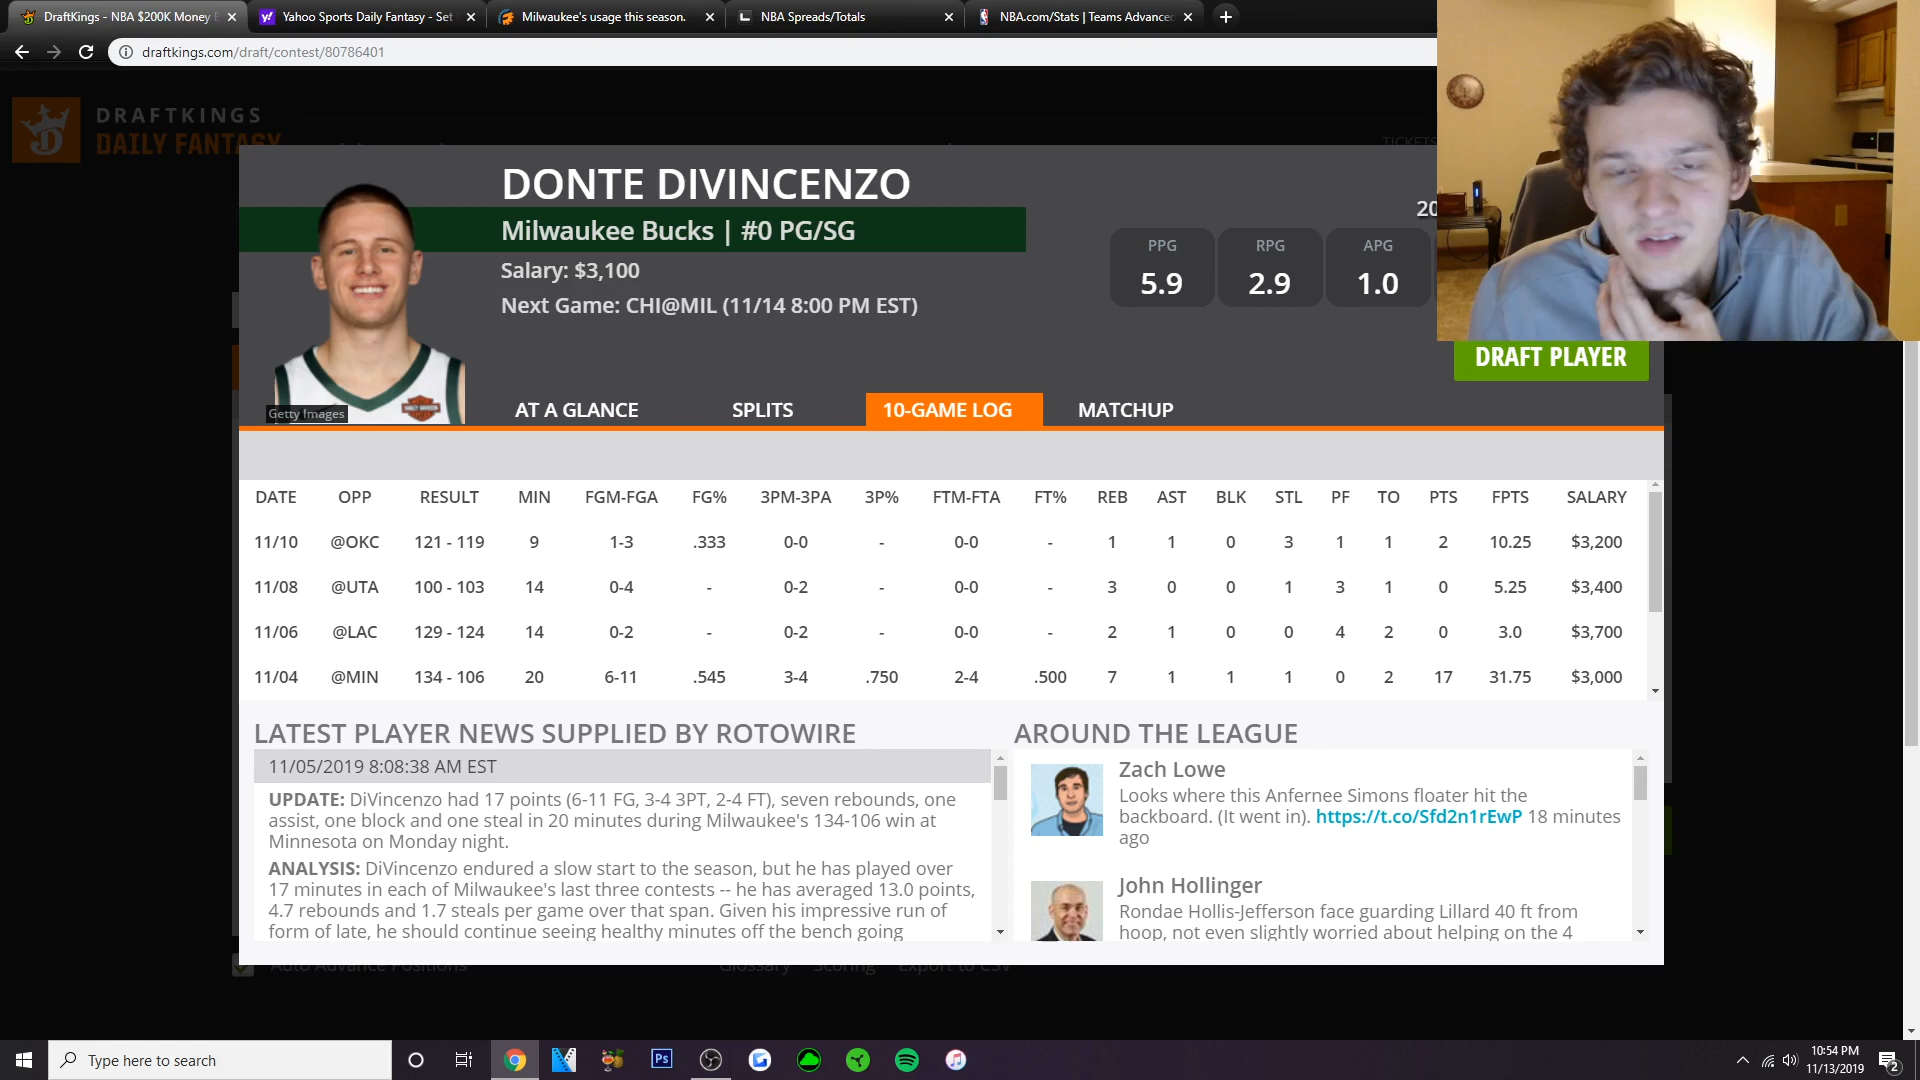 DraftKings - NBA $200K Money
Yahoo Sports Daily Fantasy - Set
Milwaukee's usage this season.
NBA Spreads/Totals
NBA.com/Stats | Teams Advanced
draftkings.com/draft/contest/80786401
DRAFTKINGS
DAILY FANTASY
TICKETS
DONTE DIVINCENZO
Milwaukee Bucks | #0 PG/SG
Salary: $3,100
Next Game: CHI@MIL (11/14 8:00 PM EST)
20
PPG RPG APG
5.9 2.9 1.0
DRAFT PLAYER
Getty Images
AT A GLANCE SPLITS 10-GAME LOG MATCHUP
DATE OPP RESULT MIN FGM-FGA FG% 3PM-3PA 3P% FTM-FTA FT% REB AST BLK STL PF TO PTS FPTS SALARY
11/10 @OKC 121 - 119 9 1-3 .333 0-0 - 0-0 - 1 1 0 3 1 1 2 10.25 $3,200
11/08 @UTA 100 - 103 14 0-4 - 0-2 - 0-0 - 3 0 0 1 3 1 0 5.25 $3,400
11/06 @LAC 129 - 124 14 0-2 - 0-2 - 0-0 - 2 1 0 0 4 2 0 3.0 $3,700
11/04 @MIN 134 - 106 20 6-11 .545 3-4 .750 2-4 .500 7 1 1 1 0 2 17 31.75 $3,000
LATEST PLAYER NEWS SUPPLIED BY ROTOWIRE
11/05/2019 8:08:38 AM EST
UPDATE: DiVincenzo had 17 points (6-11 FG, 3-4 3PT, 2-4 FT), seven rebounds, one
assist, one block and one steal in 20 minutes during Milwaukee's 134-106 win at
Minnesota on Monday night.
ANALYSIS: DiVincenzo endured a slow start to the season, but he has played over
17 minutes in each of Milwaukee's last three contests -- he has averaged 13.0 points,
4.7 rebounds and 1.7 steals per game over that span. Given his impressive run of
form of late, he should continue seeing healthy minutes off the bench going
AROUND THE LEAGUE
Zach Lowe
Looks where this Anfernee Simons floater hit the
backboard. (It went in). https://t.co/Sfd2n1rEwP 18 minutes
ago
John Hollinger
Rondae Hollis-Jefferson face guarding Lillard 40 ft from
hoop, not even slightly worried about helping on the 4
Auto Advance Positions
Glossary Scoring Export to CSV
Type here to search
Ps
10:54 PM
11/13/2019
2